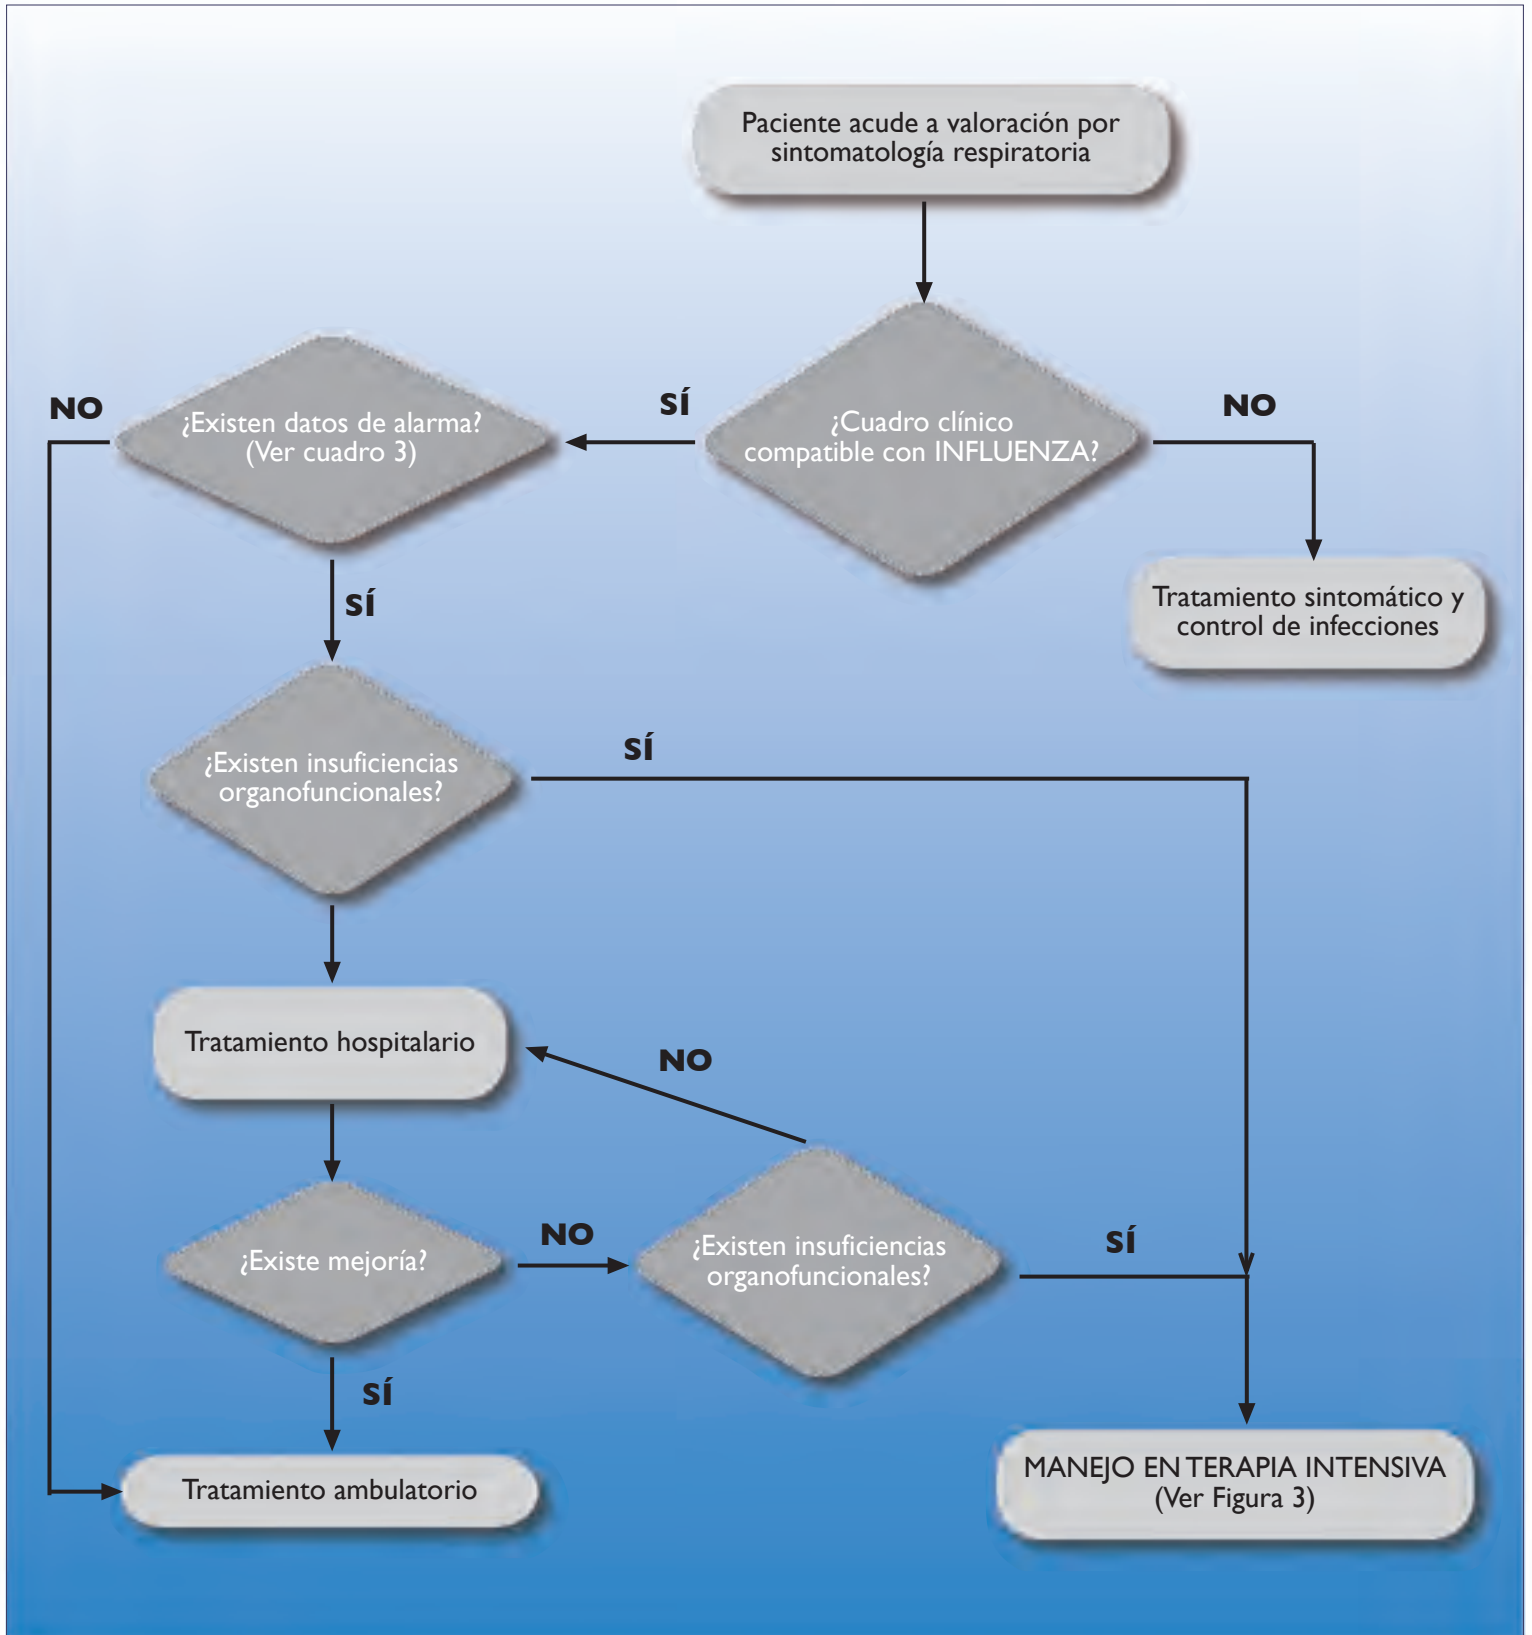 Paciente acude a valoración por
sintomatología respiratoria
¿Cuadro clínico
compatible con INFLUENZA?
SÍ
NO
¿Existen datos de alarma?
(Ver cuadro 3)
NO
SÍ
Tratamiento sintomático y
control de infecciones
¿Existen insuficiencias
organofuncionales?
SÍ
Tratamiento hospitalario
NO
¿Existe mejoría?
NO
¿Existen insuficiencias
organofuncionales?
SÍ
SÍ
Tratamiento ambulatorio
MANEJO EN TERAPIA INTENSIVA
(Ver Figura 3)